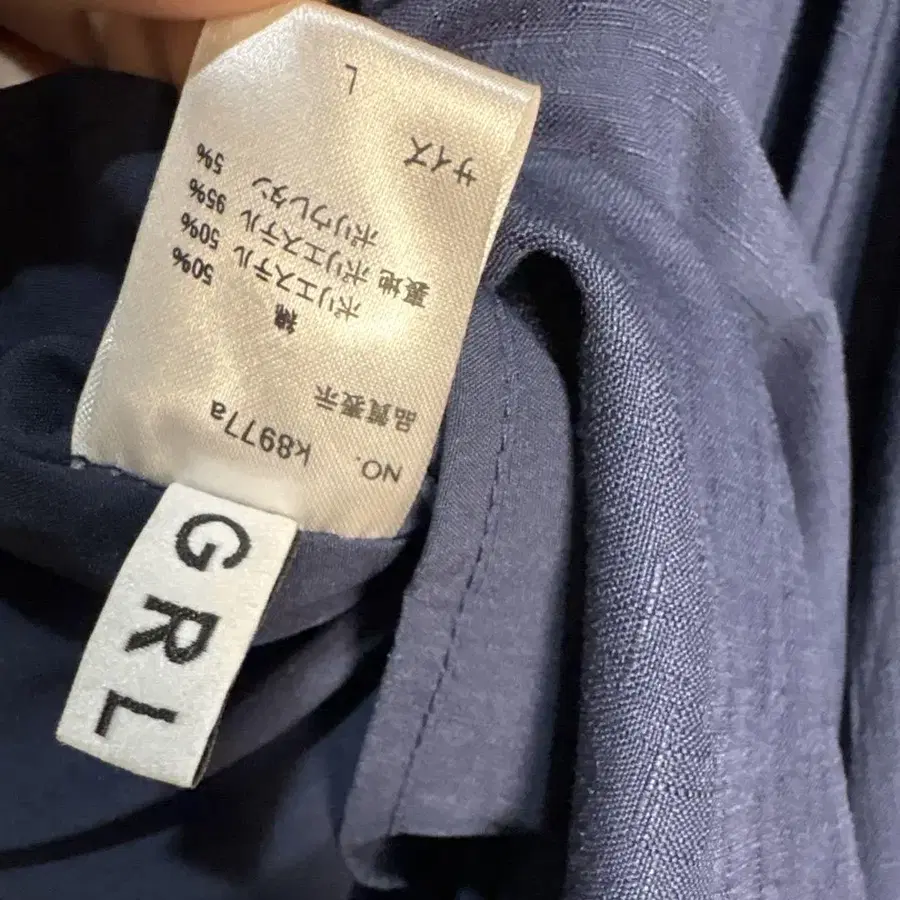 NO. k8977a
品質表示
綿 50%
ポリエステル 50%
裏地 ポリエステル 95%
ポリウレタン 5%
サイズ
L
GRL